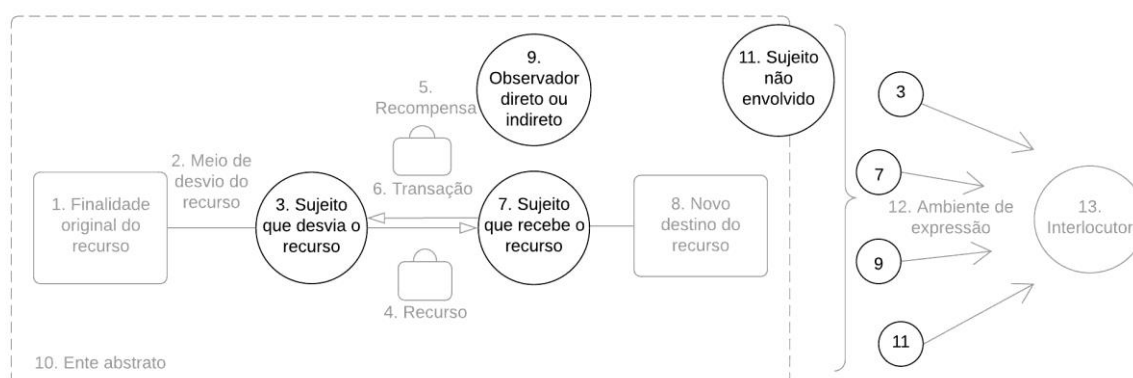 1. Finalidade
original do
recurso
2. Meio de
desvio do
recurso
3. Sujeito
que desvia o
recurso
4. Recurso
5.
Recompensa
6. Transação
7. Sujeito
que recebe o
recurso
8. Novo
destino do
recurso
9.
Observador
direto ou
indireto
10. Ente abstrato
11. Sujeito
não
envolvido
3
7
9
11
12. Ambiente de
expressão
13.
Interlocutor